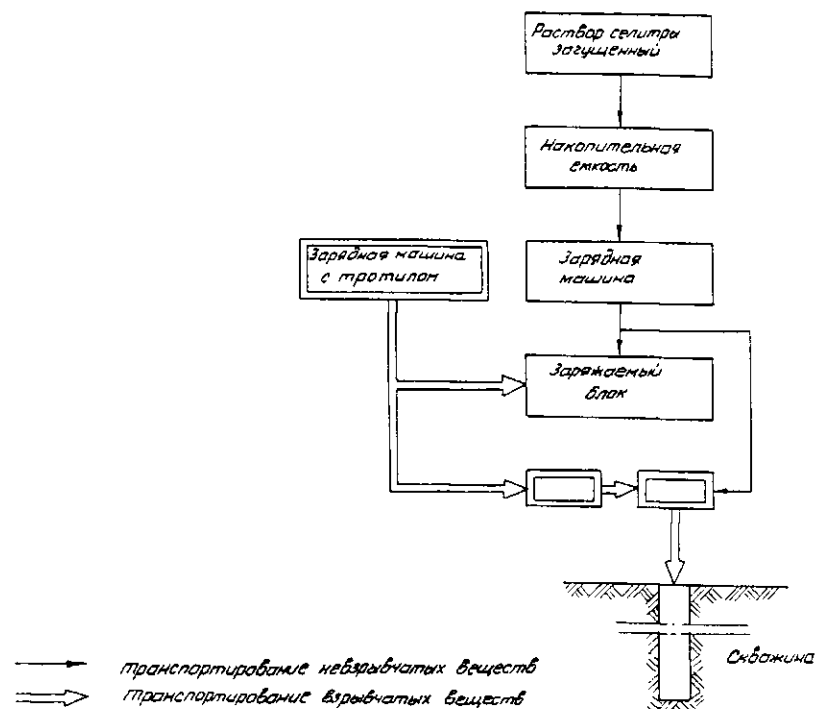 Раствор селитры
загущенный
Накопительная
емкость
Зарядная машина
с тротилом
Зарядная
машина
Заряжаемый
блок
Скважина
транспортирование невзрывчатых веществ
транспортирование взрывчатых веществ